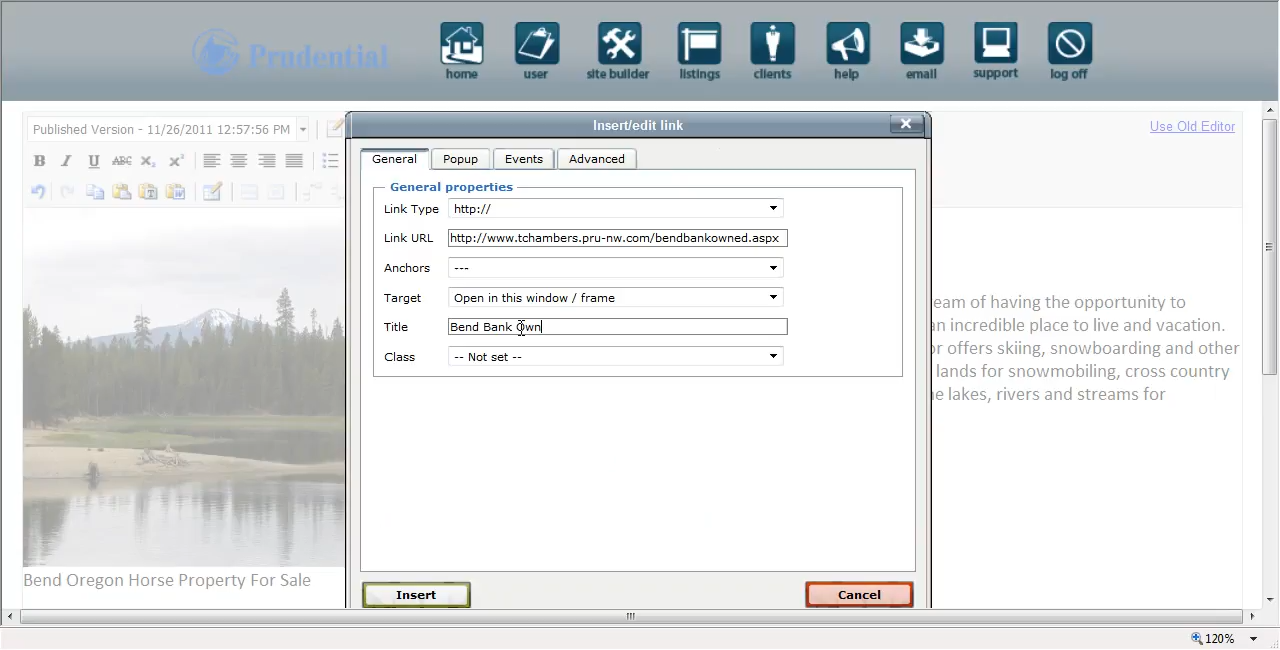 Prudential
home
user
site builder
listings
clients
help
email
support
log off
Published Version - 11/26/2011 12:57:56 PM
Use Old Editor
Insert/edit link
General
Popup
Events
Advanced
B I U ABC X₂ X²
General properties
Link Type http://
Link URL http://www.tchambers.pru-nw.com/bendbankowned.aspx
Anchors ---
Target Open in this window / frame
Title Bend Bank Own
Class -- Not set --
eam of having the opportunity to
an incredible place to live and vacation.
or offers skiing, snowboarding and other
lands for snowmobiling, cross country
e lakes, rivers and streams for
Bend Oregon Horse Property For Sale
Insert
Cancel
120%